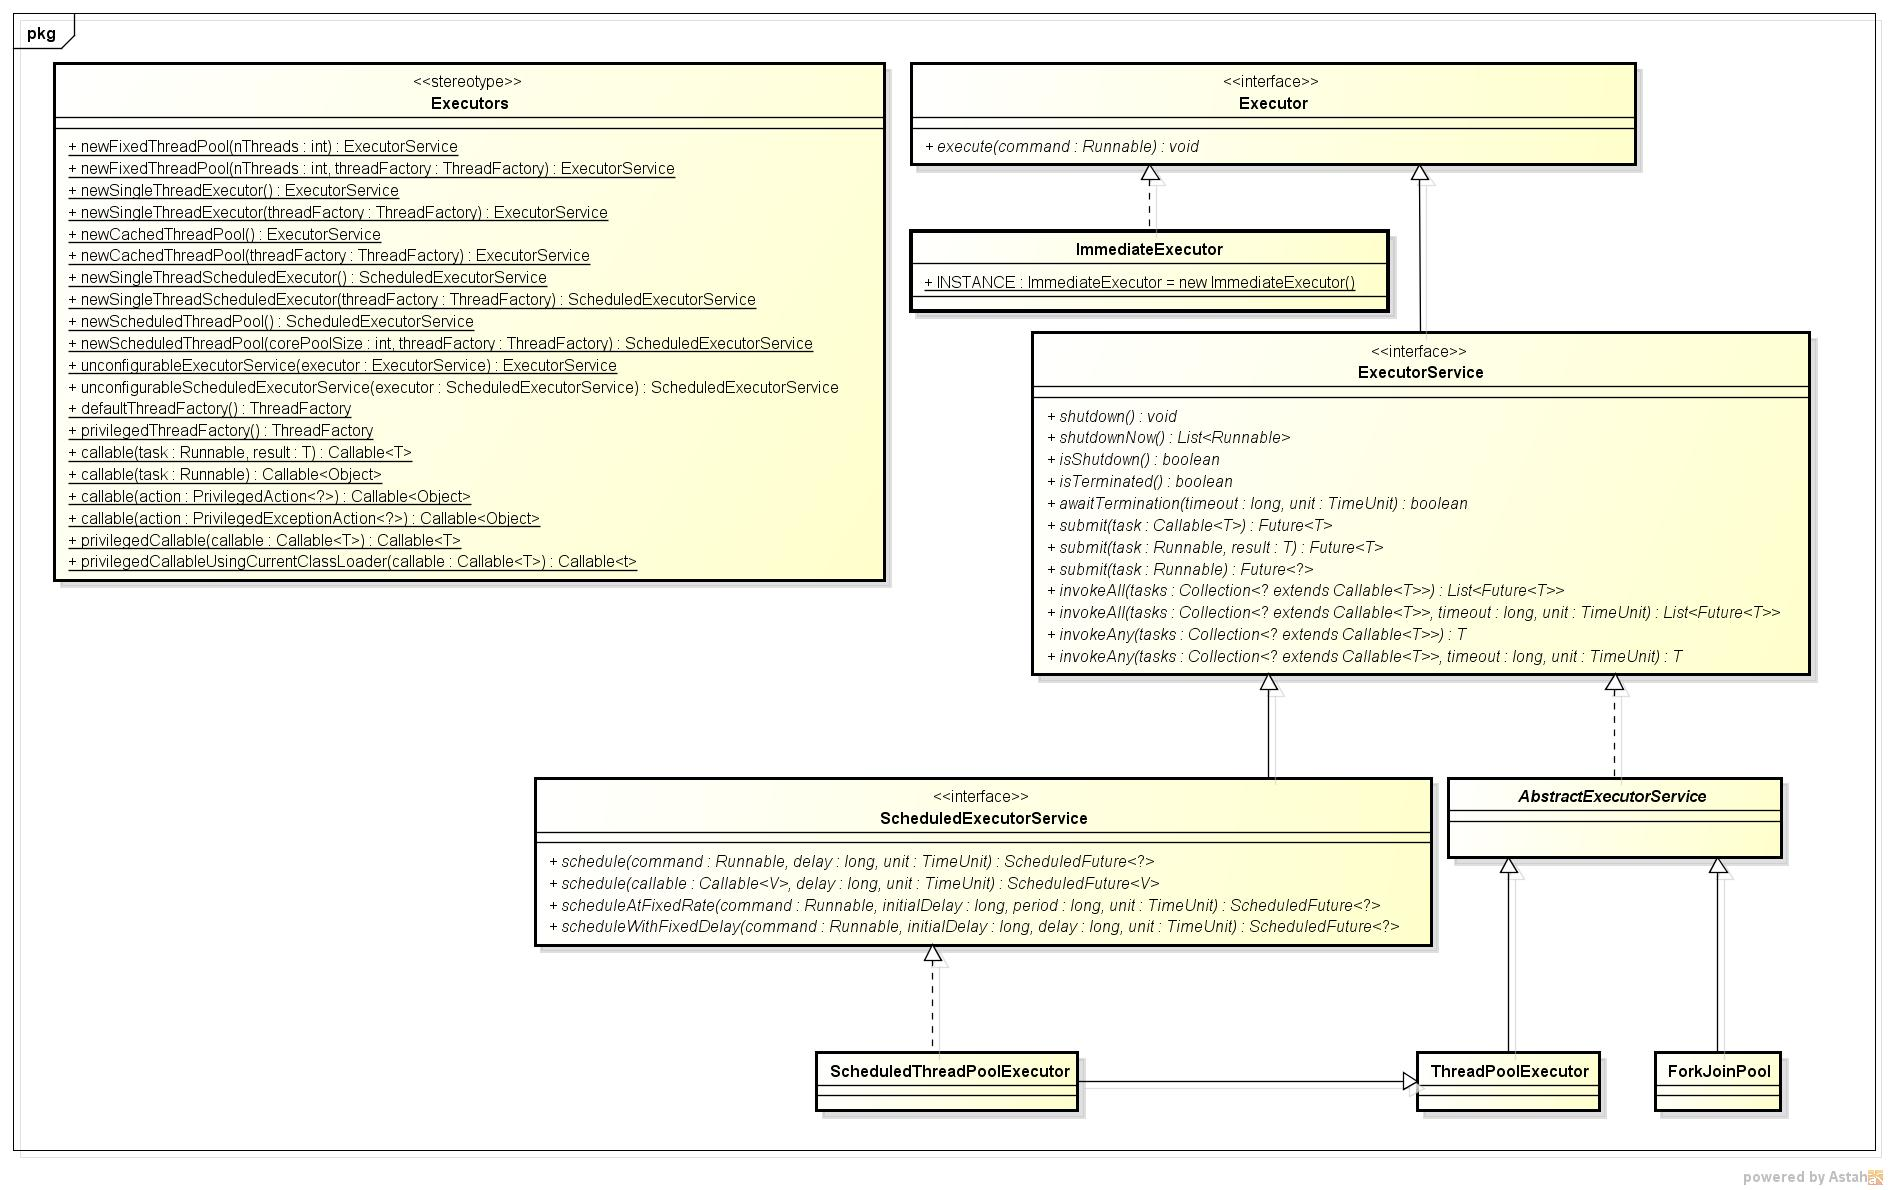 pkg
<<stereotype>>
Executors
+ newFixedThreadPool(nThreads : int) : ExecutorService
+ newFixedThreadPool(nThreads : int, threadFactory : ThreadFactory) : ExecutorService
+ newSingleThreadExecutor() : ExecutorService
+ newSingleThreadExecutor(threadFactory : ThreadFactory) : ExecutorService
+ newCachedThreadPool() : ExecutorService
+ newCachedThreadPool(threadFactory : ThreadFactory) : ExecutorService
+ newSingleThreadScheduledExecutor() : ScheduledExecutorService
+ newSingleThreadScheduledExecutor(threadFactory : ThreadFactory) : ScheduledExecutorService
+ newScheduledThreadPool() : ScheduledExecutorService
+ newScheduledThreadPool(corePoolSize : int, threadFactory : ThreadFactory) : ScheduledExecutorService
+ unconfigurableExecutorService(executor : ExecutorService) : ExecutorService
+ unconfigurableScheduledExecutorService(executor : ScheduledExecutorService) : ScheduledExecutorService
+ defaultThreadFactory() : ThreadFactory
+ privilegedThreadFactory() : ThreadFactory
+ callable(task : Runnable, result : T) : Callable<T>
+ callable(task : Runnable) : Callable<Object>
+ callable(action : PrivilegedAction<?>) : Callable<Object>
+ callable(action : PrivilegedExceptionAction<?>) : Callable<Object>
+ privilegedCallable(callable : Callable<T>) : Callable<T>
+ privilegedCallableUsingCurrentClassLoader(callable : Callable<T>) : Callable<t>
<<interface>>
Executor
+ execute(command : Runnable) : void
ImmediateExecutor
+ INSTANCE : ImmediateExecutor = new ImmediateExecutor()
<<interface>>
ExecutorService
+ shutdown() : void
+ shutdownNow() : List<Runnable>
+ isShutdown() : boolean
+ isTerminated() : boolean
+ awaitTermination(timeout : long, unit : TimeUnit) : boolean
+ submit(task : Callable<T>) : Future<T>
+ submit(task : Runnable, result : T) : Future<T>
+ submit(task : Runnable) : Future<?>
+ invokeAll(tasks : Collection<? extends Callable<T>>) : List<Future<T>>
+ invokeAll(tasks : Collection<? extends Callable<T>>, timeout : long, unit : TimeUnit) : List<Future<T>>
+ invokeAny(tasks : Collection<? extends Callable<T>>) : T
+ invokeAny(tasks : Collection<? extends Callable<T>>, timeout : long, unit : TimeUnit) : T
<<interface>>
ScheduledExecutorService
+ schedule(command : Runnable, delay : long, unit : TimeUnit) : ScheduledFuture<?>
+ schedule(callable : Callable<V>, delay : long, unit : TimeUnit) : ScheduledFuture<V>
+ scheduleAtFixedRate(command : Runnable, initialDelay : long, period : long, unit : TimeUnit) : ScheduledFuture<?>
+ scheduleWithFixedDelay(command : Runnable, initialDelay : long, delay : long, unit : TimeUnit) : ScheduledFuture<?>
AbstractExecutorService
ScheduledThreadPoolExecutor
ThreadPoolExecutor
ForkJoinPool
powered by Astah